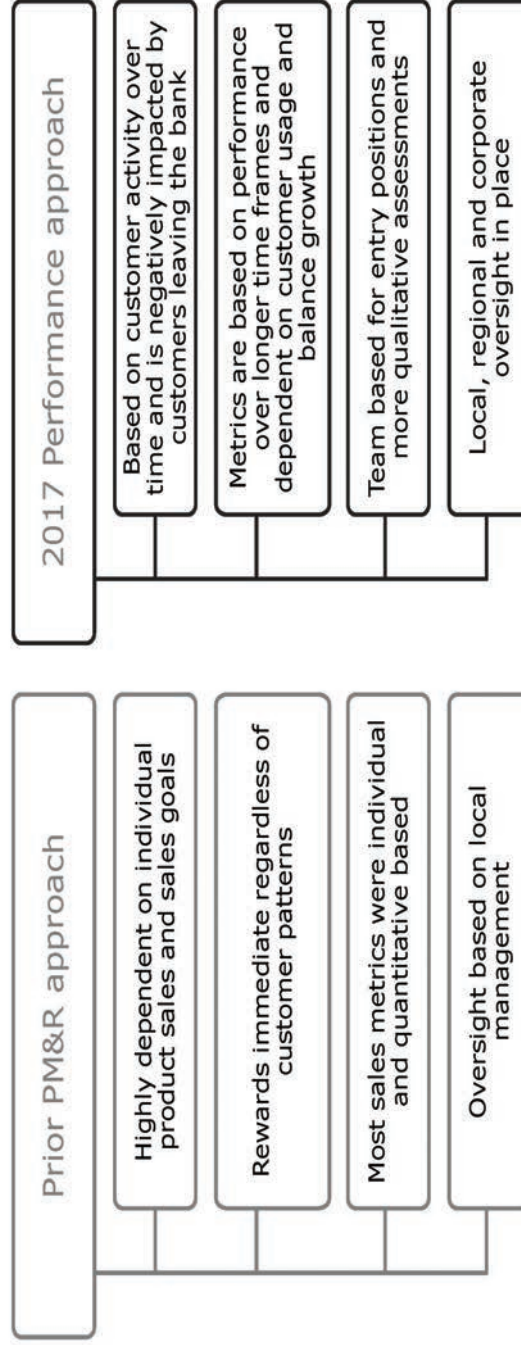 Prior PM&R approach
Highly dependent on individual
product sales and sales goals
Rewards immediate regardless of
customer patterns
Most sales metrics were individual
and quantitative based
Oversight based on local
management
2017 Performance approach
Based on customer activity over
time and is negatively impacted by
customers leaving the bank
Metrics are based on performance
over longer time frames and
dependent on customer usage and
balance growth
Team based for entry positions and
more qualitative assessments
Local, regional and corporate
oversight in place